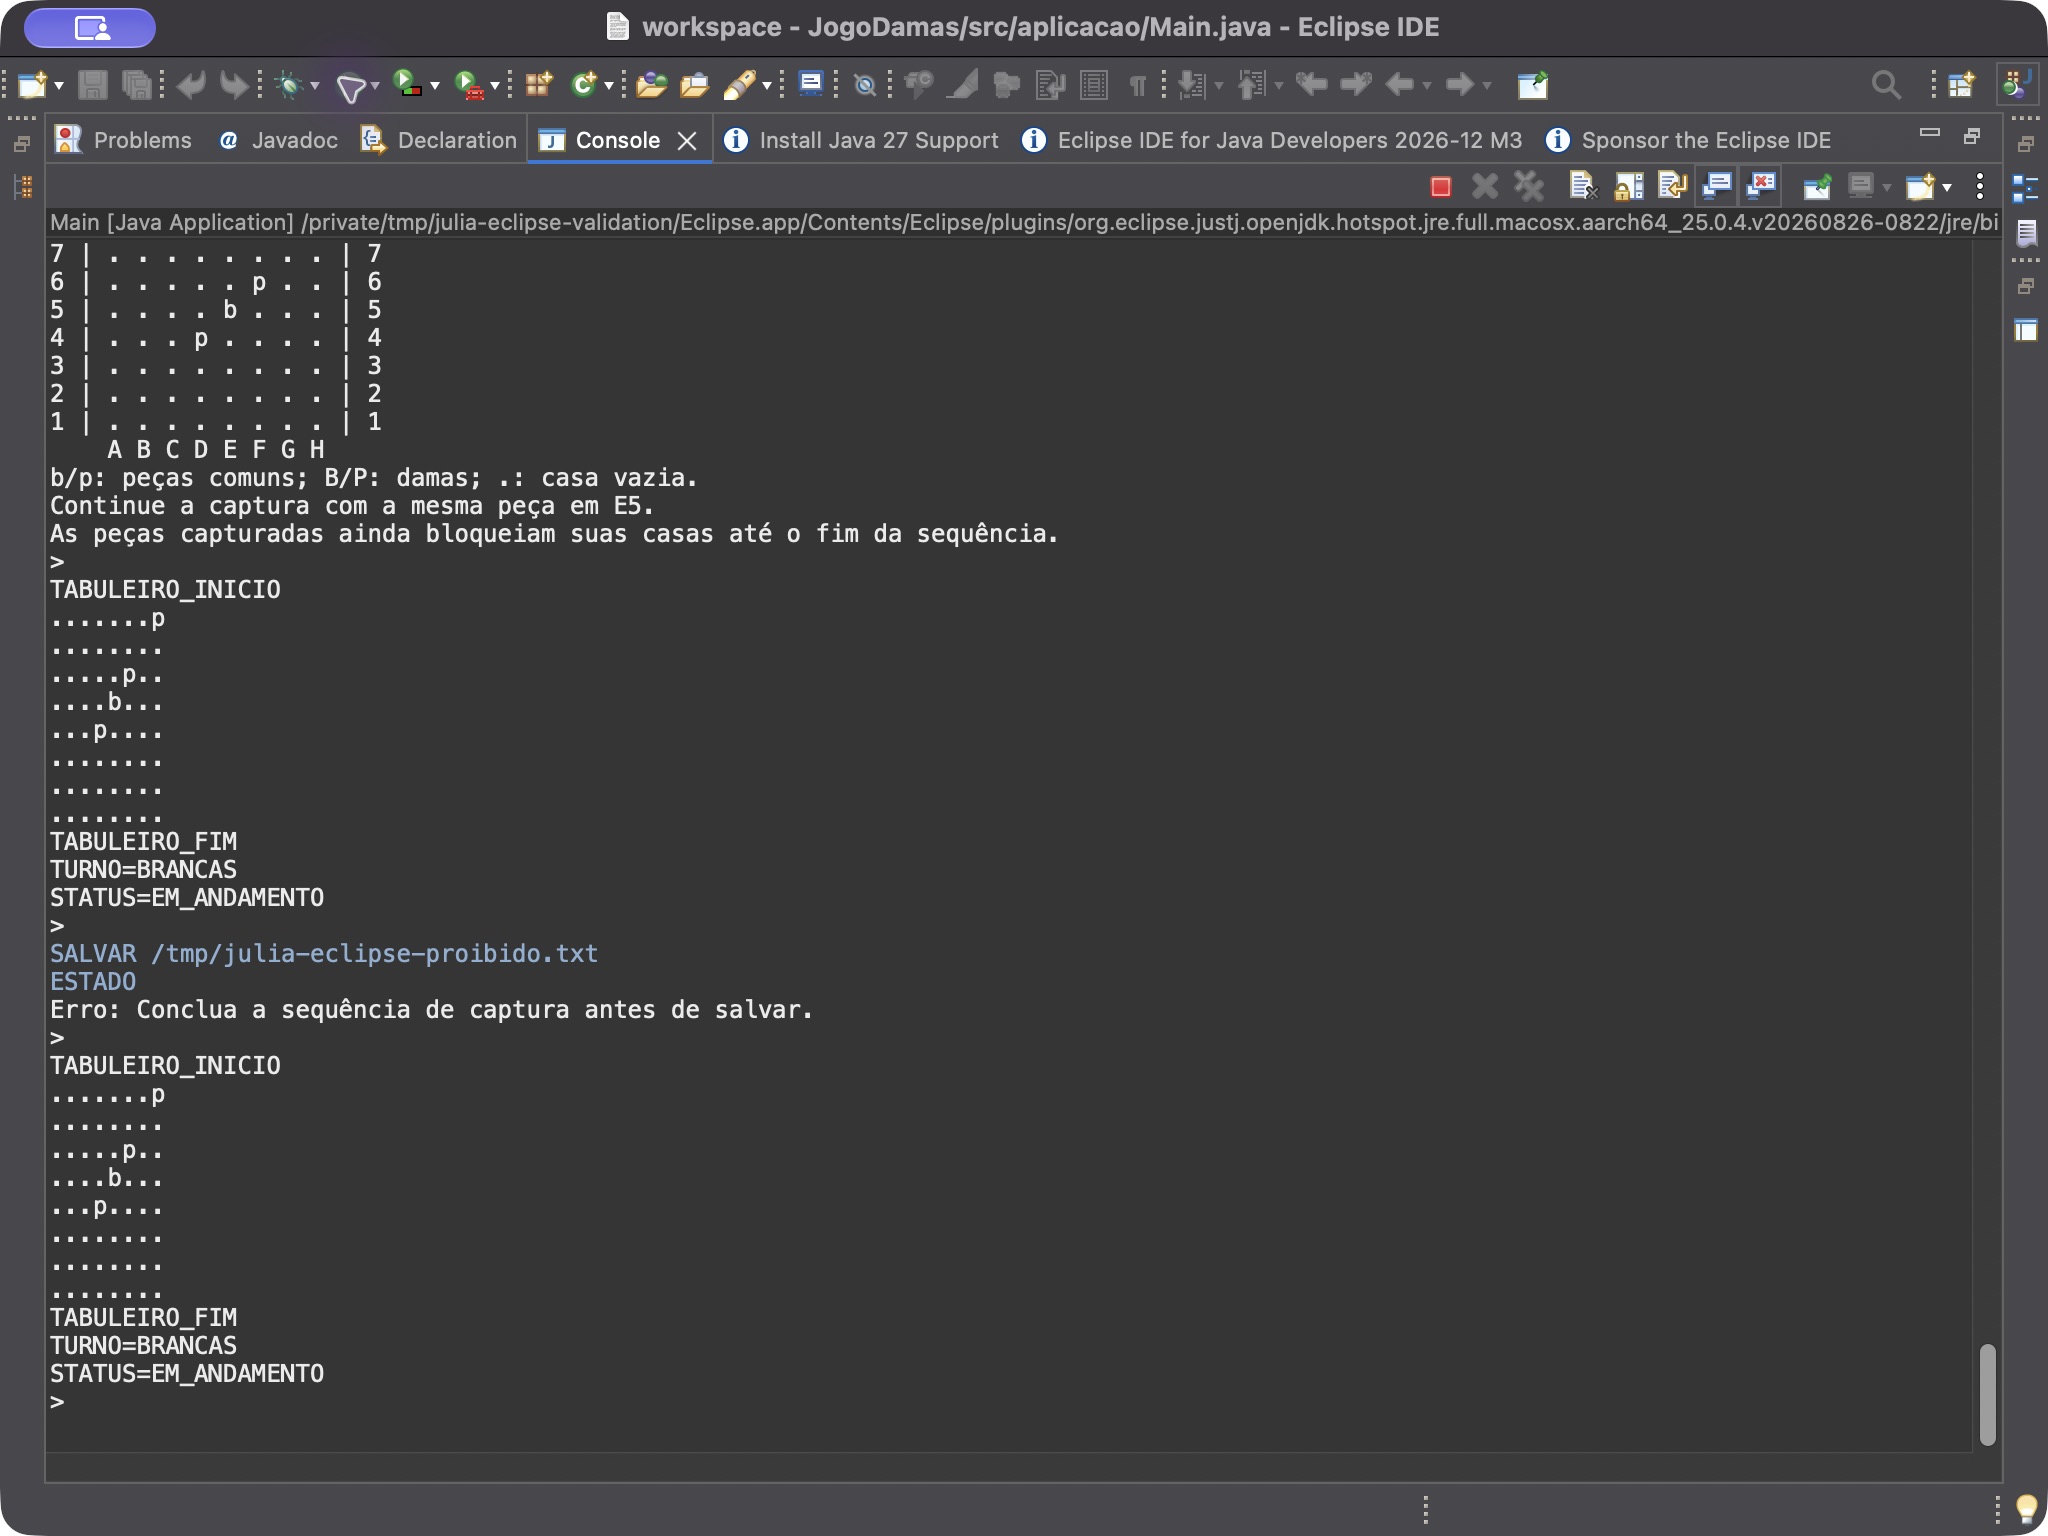 workspace - JogoDamas/src/aplicacao/Main.java - Eclipse IDE
Problems @ Javadoc Declaration Console Install Java 27 Support Eclipse IDE for Java Developers 2026-12 M3 Sponsor the Eclipse IDE
Main [Java Application] /private/tmp/julia-eclipse-validation/Eclipse.app/Contents/Eclipse/plugins/org.eclipse.justj.openjdk.hotspot.jre.full.macosx.aarch64_25.0.4.v20260826-0822/jre/bi
7 | . . . . . . . . | 7
6 | . . . . . p . . | 6
5 | . . . . b . . . | 5
4 | . . . p . . . . | 4
3 | . . . . . . . . | 3
2 | . . . . . . . . | 2
1 | . . . . . . . . | 1
A B C D E F G H
b/p: peças comuns; B/P: damas; .: casa vazia.
Continue a captura com a mesma peça em E5.
As peças capturadas ainda bloqueiam suas casas até o fim da sequência.
>
TABULEIRO_INICIO
.......p
........
.....p..
....b...
...p....
........
........
........
TABULEIRO_FIM
TURNO=BRANCAS
STATUS=EM_ANDAMENTO
>
SALVAR /tmp/julia-eclipse-proibido.txt
ESTADO
Erro: Conclua a sequência de captura antes de salvar.
>
TABULEIRO_INICIO
.......p
........
.....p..
....b...
...p....
........
........
........
TABULEIRO_FIM
TURNO=BRANCAS
STATUS=EM_ANDAMENTO
>